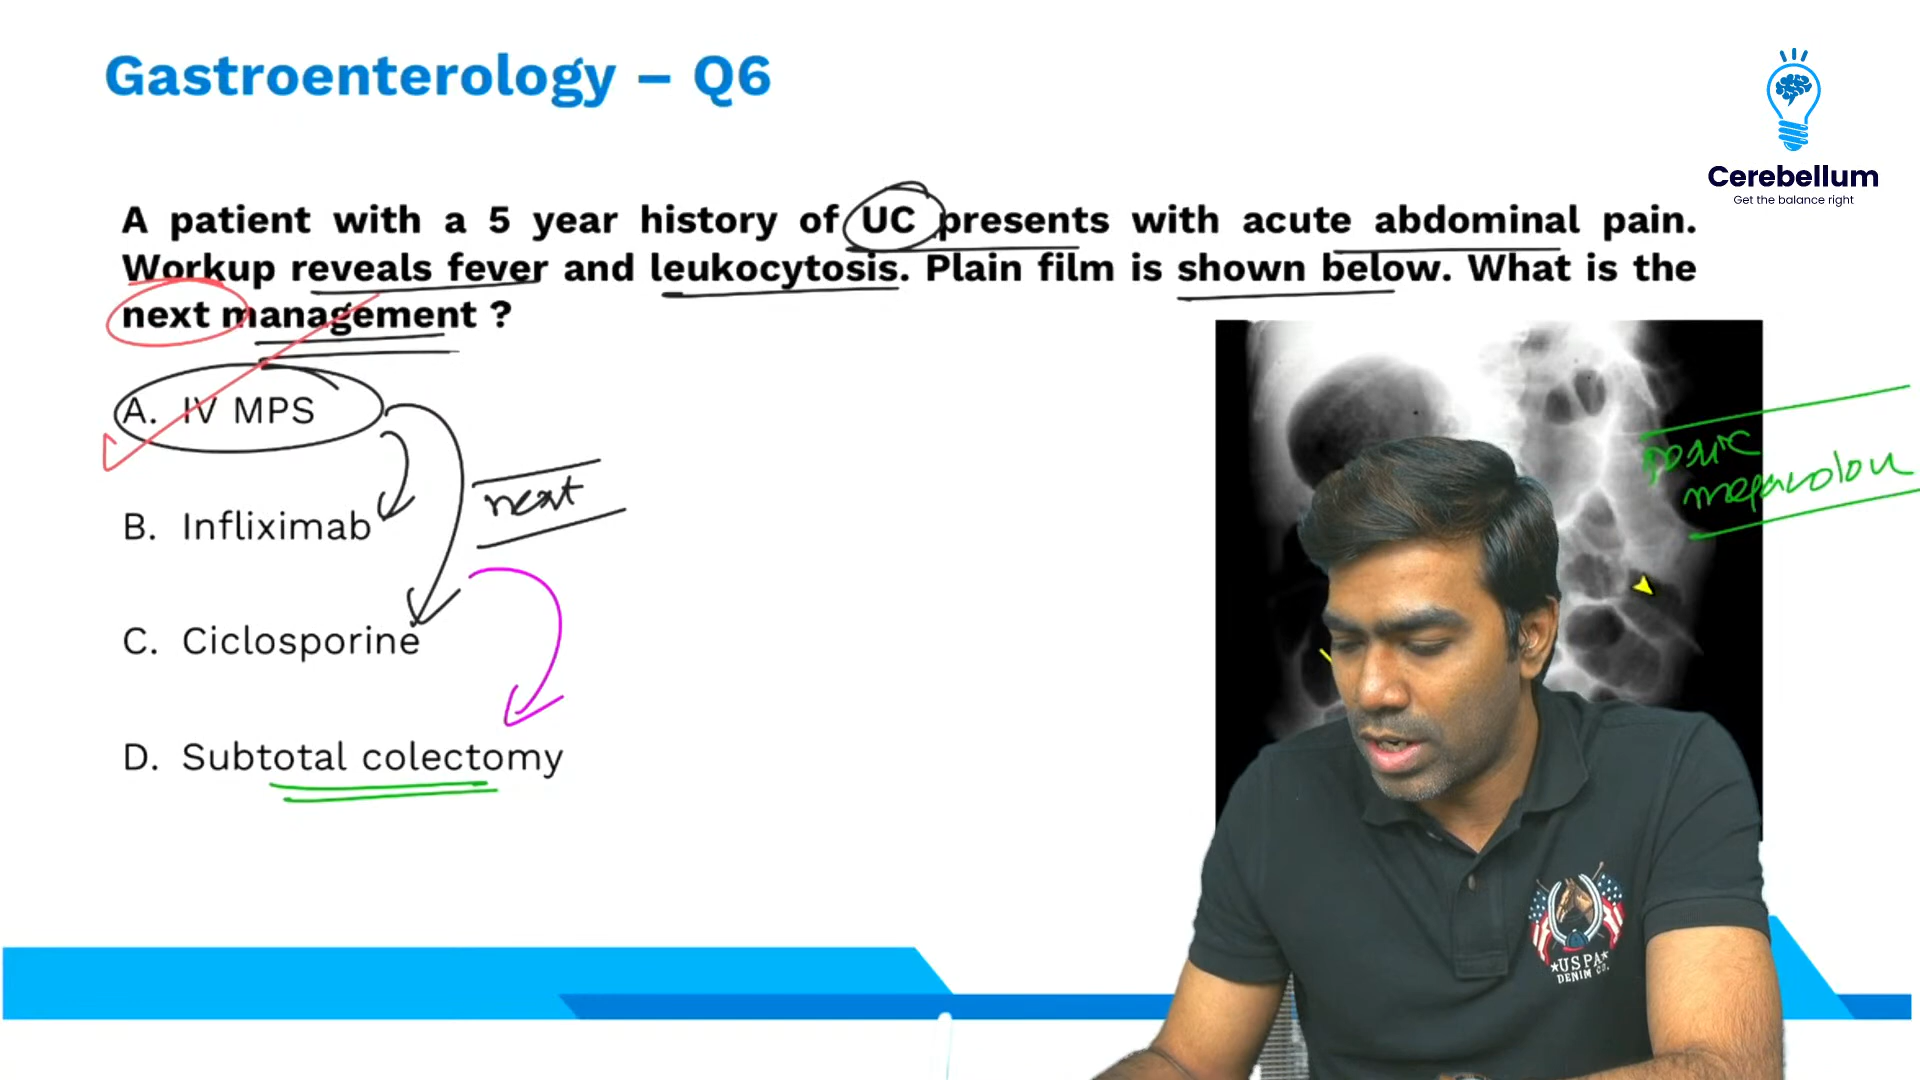 Gastroenterology – Q6
Cerebellum
Get the balance right
A patient with a 5 year history of UC presents with acute abdominal pain.
Workup reveals fever and leukocytosis. Plain film is shown below. What is the
next management ?
A. IV MPS
next
B. Infliximab
C. Ciclosporine
D. Subtotal colectomy
toxic
megacolon
USPA
DENIM CO.